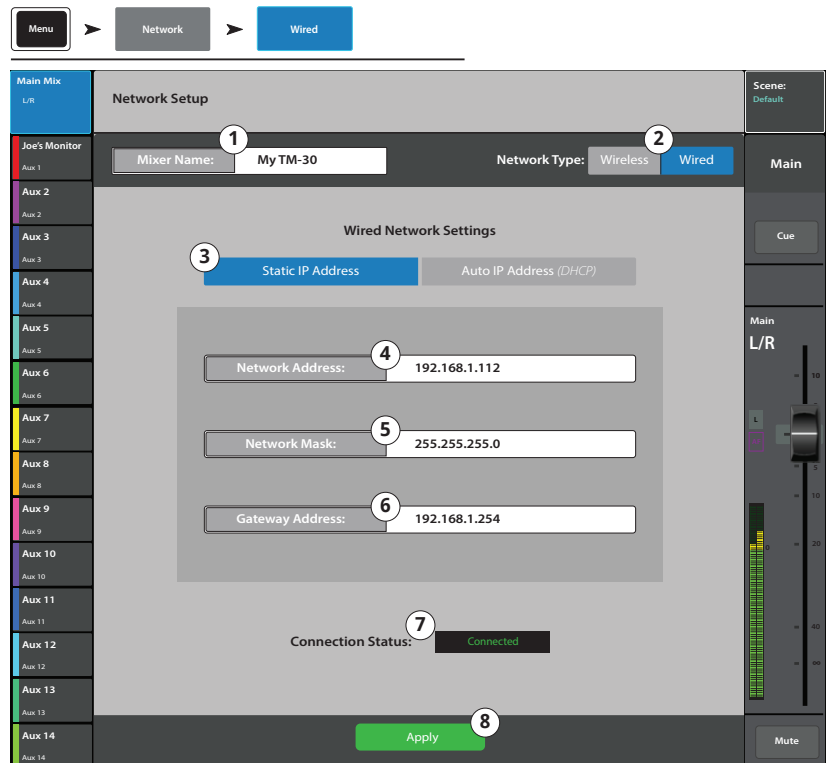 Menu Network Wired
Main Mix
L/R
Network Setup
Scene:
Default
1
2
Joe's Monitor
Aux 1
Mixer Name: My TM-30
Network Type: Wireless Wired
Main
Aux 2
Aux 2
Wired Network Settings
Aux 3
Aux 3
Cue
3
Static IP Address Auto IP Address (DHCP)
Aux 4
Aux 4
Aux 5
Aux 5
Main
L/R
4
Network Address: 192.168.1.112
Aux 6
Aux 6
10
Aux 7
Aux 7
L
5
Network Mask: 255.255.255.0
Aux 8
Aux 8
5
10
Aux 9
Aux 9
6
Gateway Address: 192.168.1.254
0
20
Aux 10
Aux 10
Aux 11
Aux 11
7
Connection Status: Connected
40
Aux 12
Aux 12
∞
Aux 13
Aux 13
8
Apply
Aux 14
Aux 14
Mute